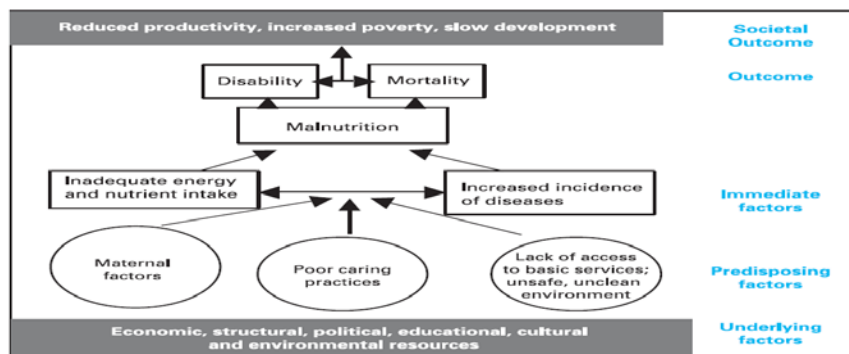 Reduced productivity, increased poverty, slow development
Societal
Outcome
Disability
Mortality
Outcome
Malnutrition
Inadequate energy
and nutrient intake
Increased incidence
of diseases
Immediate
factors
Maternal
factors
Poor caring
practices
Lack of access
to basic services;
unsafe, unclean
environment
Predisposing
factors
Economic, structural, political, educational, cultural
and environmental resources
Underlying
factors